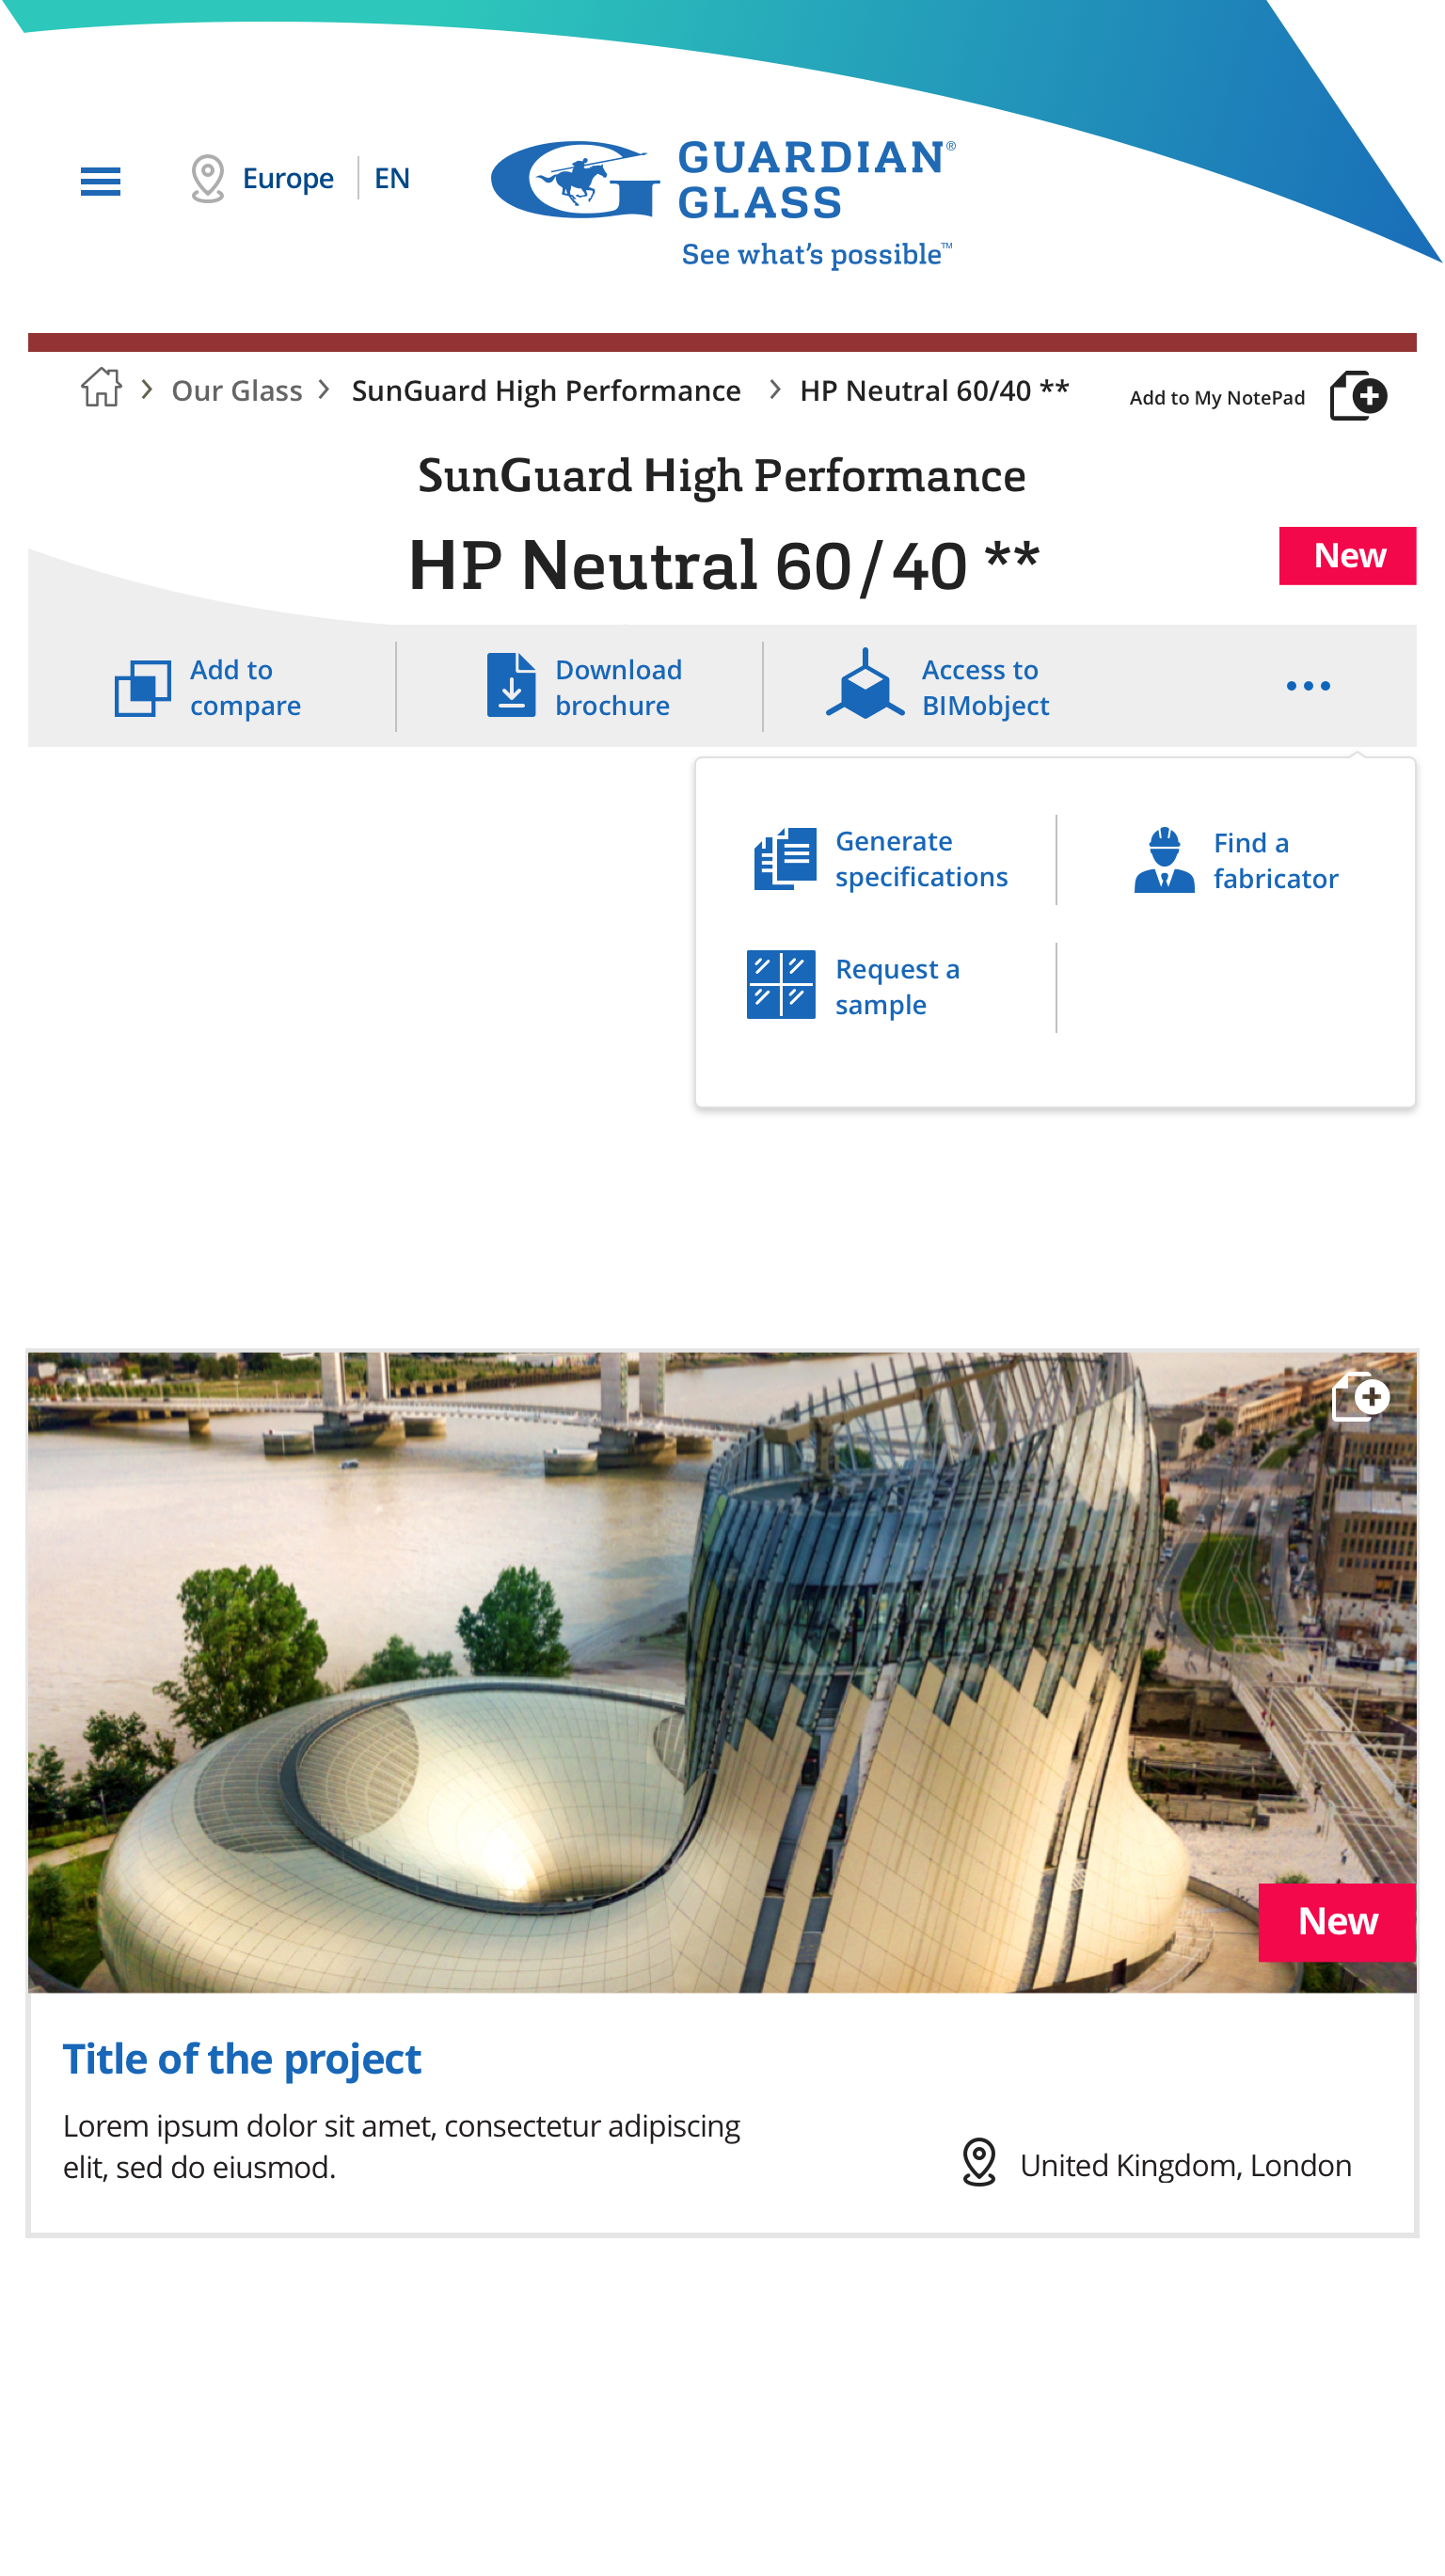 Europe | EN
GUARDIAN®
GLASS
See what's possible™
Our Glass > SunGuard High Performance > HP Neutral 60/40 **
Add to My NotePad
SunGuard High Performance
HP Neutral 60/40 **
New
Add to
compare
Download
brochure
Access to
BIMobject
Generate
specifications
Find a
fabricator
Request a
sample
New
Title of the project
Lorem ipsum dolor sit amet, consectetur adipiscing
elit, sed do eiusmod.
United Kingdom, London